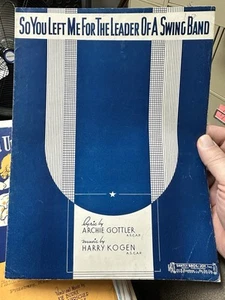 So You Left Me For The Leader Of A Swing Band
Lyric by
ARCHIE GOTTLER
A.S.C.A.P.
Music by
HARRY KOGEN
A.S.C.A.P.